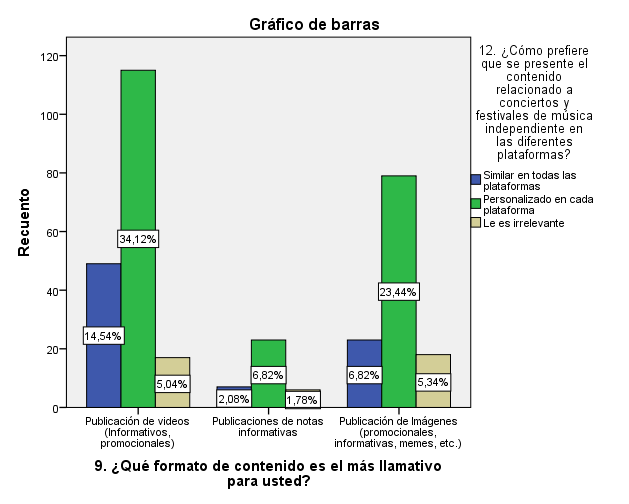 Gráfico de barras
Recuento
120
100
80
60
40
20
0
14,54%
34,12%
5,04%
2,08%
6,82%
1,78%
6,82%
23,44%
5,34%
Publicación de videos
(Informativos,
promocionales)
Publicaciones de notas
informativas
Publicación de Imágenes
(promocionales,
informativas, memes, etc.)
9. ¿Qué formato de contenido es el más llamativo
para usted?
12. ¿Cómo prefiere
que se presente el
contenido
relacionado a
conciertos y
festivales de música
independiente en
las diferentes
plataformas?
Similar en todas las
plataformas
Personalizado en cada
plataforma
Le es irrelevante